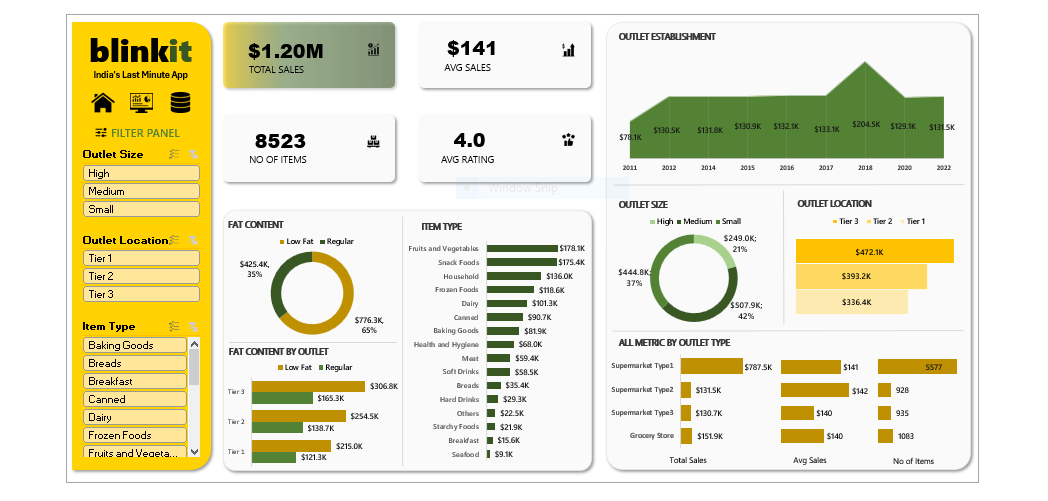 blinkit
India's Last Minute App
FILTER PANEL
Outlet Size
High
Medium
Small
Outlet Location
Tier 1
Tier 2
Tier 3
Item Type
Baking Goods
Breads
Breakfast
Canned
Dairy
Frozen Foods
Fruits and Vegeta...
$1.20M
TOTAL SALES
$141
AVG SALES
8523
NO OF ITEMS
4.0
AVG RATING
Window Snip
FAT CONTENT
Low Fat Regular
$425.4K,
35%
$776.3K,
65%
FAT CONTENT BY OUTLET
Low Fat Regular
Tier 3 $306.8K
$165.3K
Tier 2 $254.5K
$138.7K
Tier 1 $215.0K
$121.3K
ITEM TYPE
Fruits and Vegetables $178.1K
Snack Foods $175.4K
Household $136.0K
Frozen Foods $118.6K
Dairy $101.3K
Canned $90.7K
Baking Goods $81.9K
Health and Hygiene $68.0K
Meat $59.4K
Soft Drinks $58.5K
Breads $35.4K
Hard Drinks $29.3K
Others $22.5K
Starchy Foods $21.9K
Breakfast $15.6K
Seafood $9.1K
OUTLET ESTABLISHMENT
$78.1K $130.5K $131.8K $130.9K $132.1K $133.1K $204.5K $129.1K $131.5K
2011 2012 2014 2015 2016 2017 2018 2020 2022
OUTLET SIZE
High Medium Small
$249.0K;
21%
$444.8K;
37%
$507.9K;
42%
OUTLET LOCATION
Tier 3 Tier 2 Tier 1
$472.1K
$393.2K
$336.4K
ALL METRIC BY OUTLET TYPE
Supermarket Type1 $787.5K $141 5577
Supermarket Type2 $131.5K $142 928
Supermarket Type3 $130.7K $140 935
Grocery Store $151.9K $140 1083
Total Sales Avg Sales No of Items